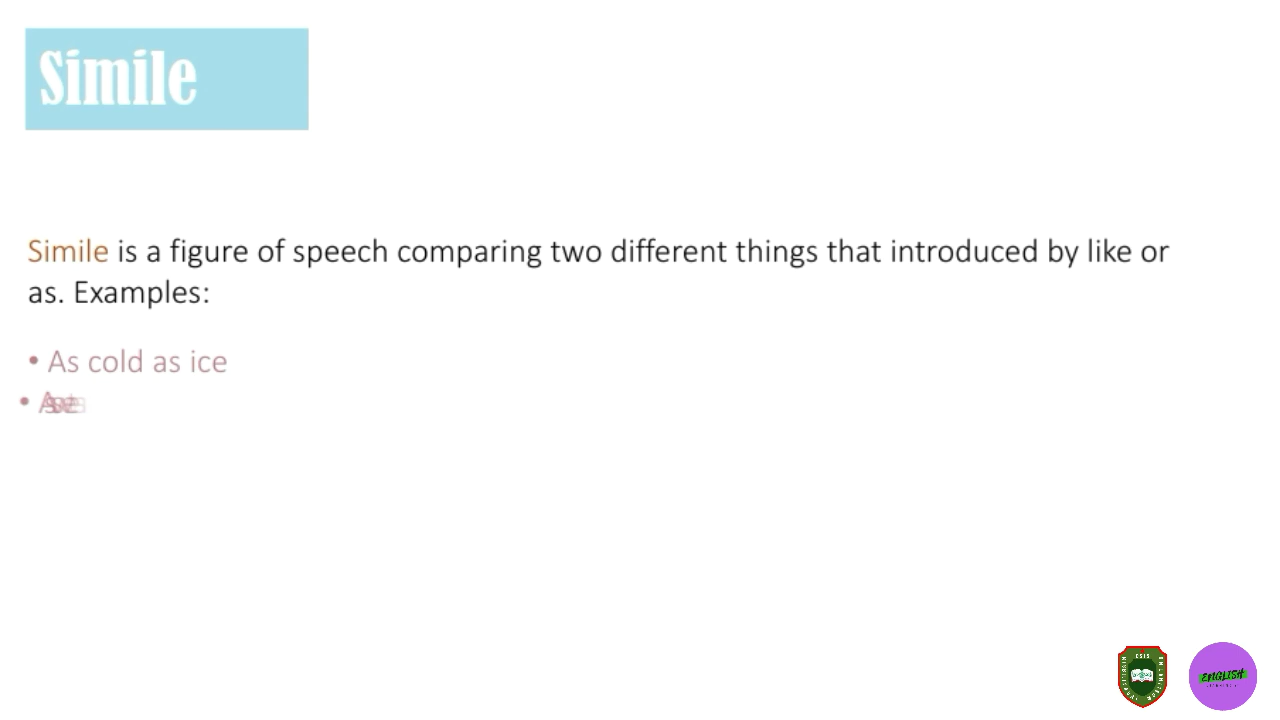 Simile
Simile is a figure of speech comparing two different things that introduced by like or
as. Examples:
• As cold as ice
ENGLISH